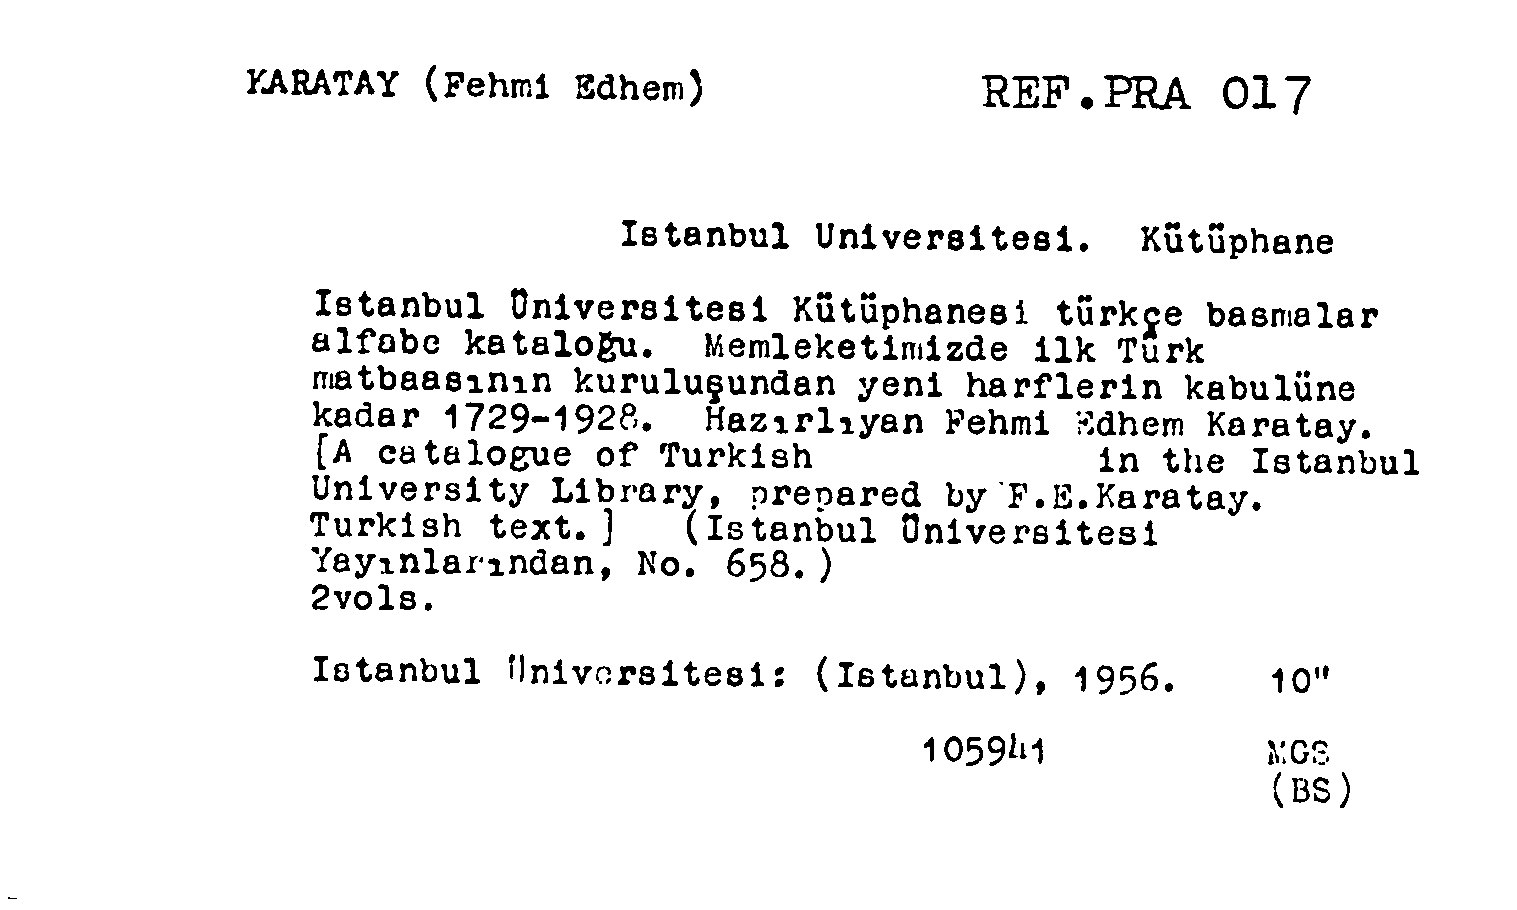 KARATAY (Fehmi Edhem) REF.PRA 017
Istanbul Universitesi. Kütüphane
Istanbul Üniversitesi Kütüphanesi türkçe basmalar
alfabe kataloğu. Memleketimizde ilk Türk
matbaasının kuruluşundan yeni harflerin kabulüne
kadar 1729-1928. Hazırlıyan Fehmi Edhem Karatay.
[A catalogue of Turkish in the Istanbul
University Library, prepared by F.E.Karatay.
Turkish text.] (Istanbul Üniversitesi
Yayınlarından, No. 658.)
2vols.
Istanbul Üniversitesi: (Istanbul), 1956. 10"
105941 MGS
(BS)